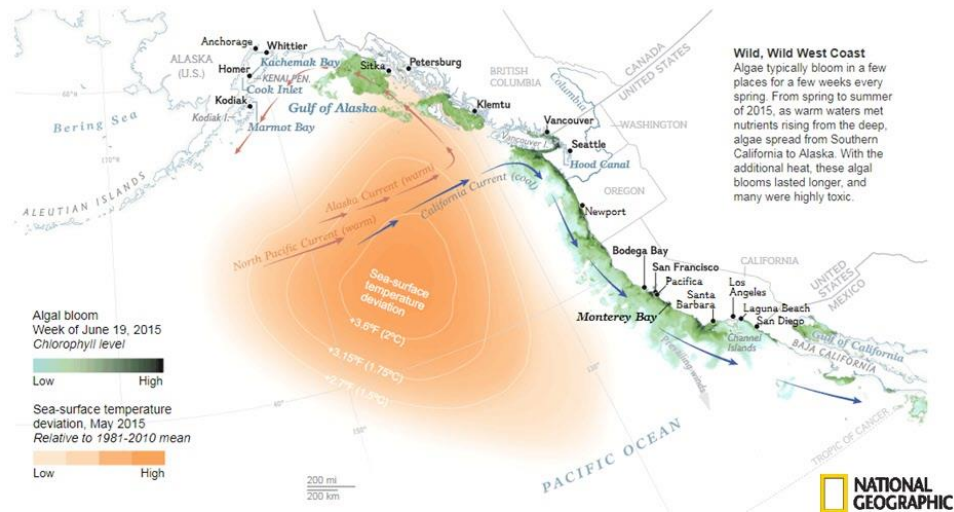 Wild, Wild West Coast
Algae typically bloom in a few
places for a few weeks every
spring. From spring to summer
of 2015, as warm waters met
nutrients rising from the deep,
algae spread from Southern
California to Alaska. With the
additional heat, these algal
blooms lasted longer, and
many were highly toxic.
Anchorage
Whittier
ALASKA
(U.S.)
Kachemak Bay
Homer
KENAI PEN.
Cook Inlet
Kodiak
Kodiak I.
Marmot Bay
Gulf of Alaska
Sitka
Petersburg
BRITISH
COLUMBIA
Klemtu
CANADA
UNITED STATES
Columbia
Vancouver
Vancouver I.
WASHINGTON
Seattle
Hood Canal
OREGON
Newport
Bering Sea
60°N
170°W
ALEUTIAN ISLANDS
Alaska Current (warm)
North Pacific Current (warm)
California Current (cool)
Sea-surface
temperature
deviation
+3.6°F (2°C)
+3.15°F (1.75°C)
+2.7°F (1.5°C)
Bodega Bay
San Francisco
Pacifica
Monterey Bay
Santa
Barbara
CALIFORNIA
Los
Angeles
Laguna Beach
San Diego
Channel
Islands
UNITED STATES
MEXICO
Gulf of California
BAJA CALIFORNIA
Prevailing winds
150°
TROPIC OF CANCER
PACIFIC OCEAN
Algal bloom
Week of June 19, 2015
Chlorophyll level
Low High
Sea-surface temperature
deviation, May 2015
Relative to 1981-2010 mean
Low High
200 mi
200 km
NATIONAL
GEOGRAPHIC